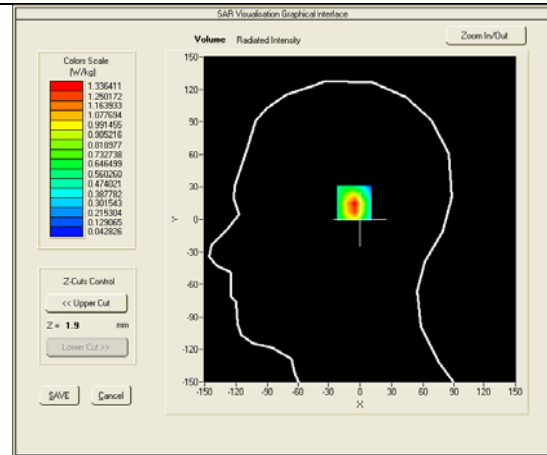 SAR Visualisation Graphical Interface
Volume Radiated Intensity
Zoom In/Out
Colors Scale
(W/kg)
1.336411
1.250172
1.163933
1.077694
0.991455
0.905216
0.818977
0.732738
0.646499
0.560260
0.474021
0.387782
0.301543
0.215304
0.129065
0.042826
Z-Cuts Control
<< Upper Cut
Z = 1.9 mm
Lower Cut >>
SAVE Cancel
150
120
90
60
30
0
-30
-60
-90
-120
-150
Y
-150 -120 -90 -60 -30 0 30 60 90 120 150
X